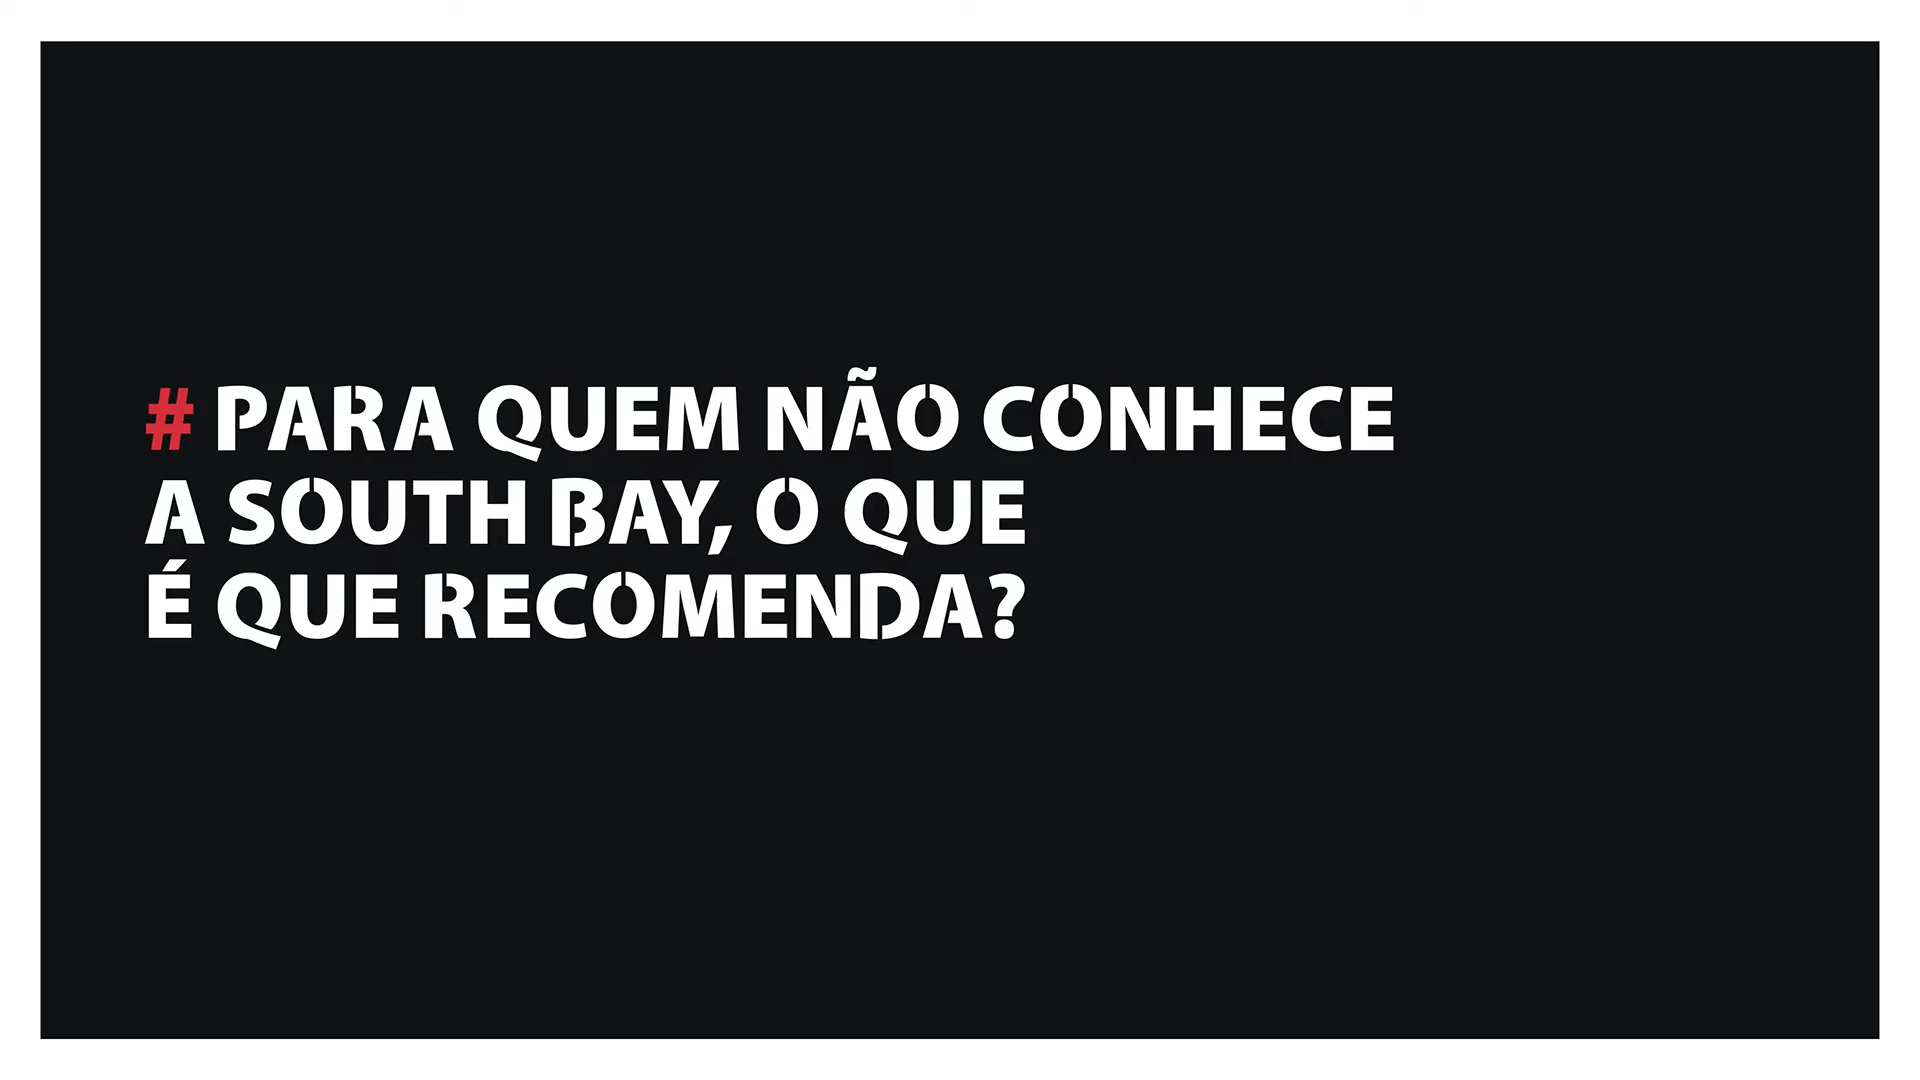 # PARA QUEM NÃO CONHECE
A SOUTH BAY, O QUE
É QUE RECOMENDA?